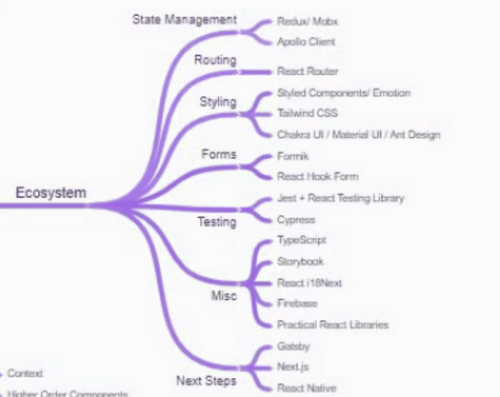 State Management
Redux/ Mobx
Apollo Client
Routing
React Router
Styling
Styled Components/ Emotion
Tailwind CSS
Chakra UI / Material UI / Ant Design
Forms
Formik
React Hook Form
Ecosystem
Testing
Jest + React Testing Library
Cypress
Misc
TypeScript
Storybook
React i18Next
Firebase
Practical React Libraries
Next Steps
Gatsby
Next.js
React Native
Context
Higher Order Components